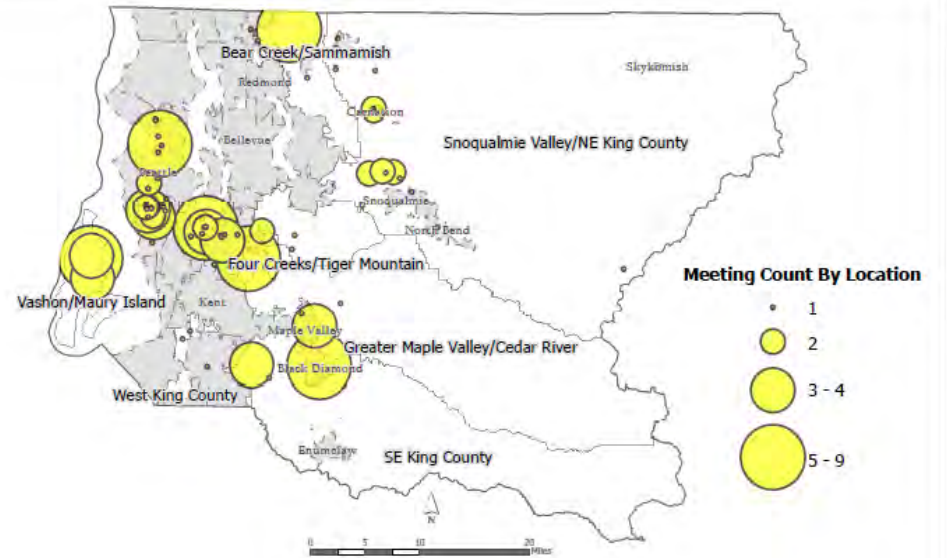 Bear Creek/Sammamish
Redmond
Skykomish
Carnation
Bellevue
Snoqualmie Valley/NE King County
Seattle
Snoqualmie
North Bend
Four Creeks/Tiger Mountain
Meeting Count By Location
Vashon/Maury Island
Kent
1
Maple Valley
2
Greater Maple Valley/Cedar River
Black Diamond
3 - 4
West King County
Enumclaw
SE King County
5 - 9
N
10 5 0 20
Miles